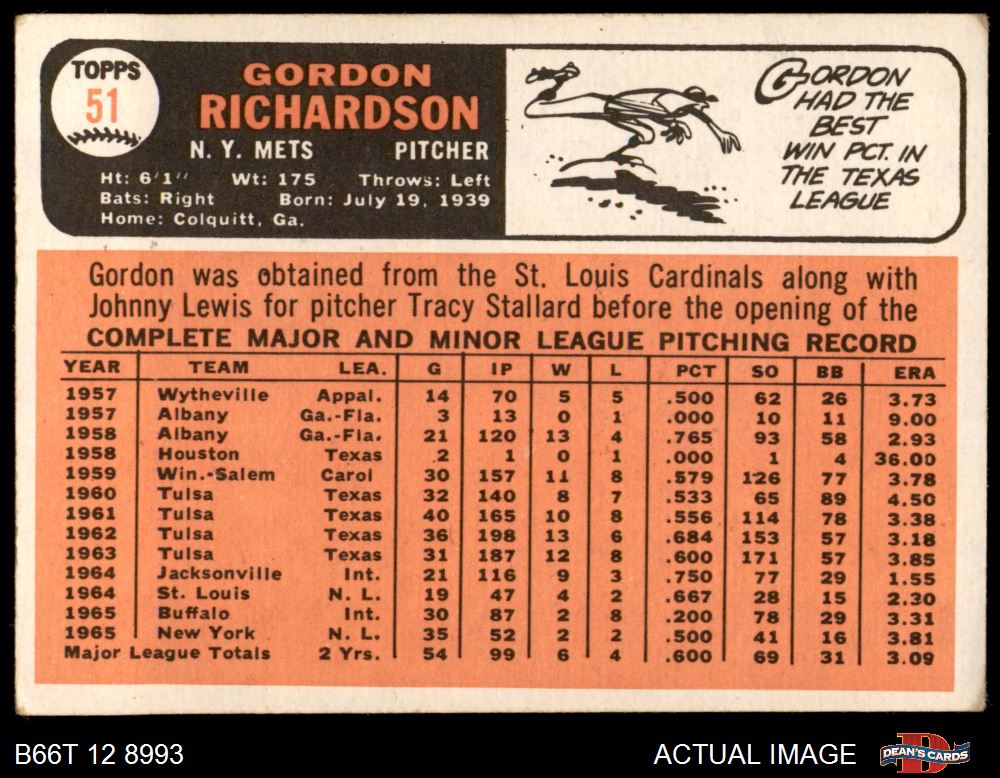 TOPPS
51
GORDON
RICHARDSON
N. Y. METS PITCHER
Ht: 6'1" Wt: 175 Throws: Left
Bats: Right Born: July 19, 1939
Home: Colquitt, Ga.
GORDON
HAD THE
BEST
WIN PCT. IN
THE TEXAS
LEAGUE
Gordon was obtained from the St. Louis Cardinals along with
Johnny Lewis for pitcher Tracy Stallard before the opening of the
COMPLETE MAJOR AND MINOR LEAGUE PITCHING RECORD
YEAR TEAM LEA. G IP W L PCT SO BB ERA
1957 Wytheville Appal. 14 70 5 5 .500 62 26 3.73
1957 Albany Ga.-Fla. 3 13 0 1 .000 10 11 9.00
1958 Albany Ga.-Fla. 21 120 13 4 .765 93 58 2.93
1958 Houston Texas 2 1 0 1 .000 1 4 36.00
1959 Win.-Salem Carol 30 157 11 8 .579 126 77 3.78
1960 Tulsa Texas 32 140 8 7 .533 65 89 4.50
1961 Tulsa Texas 40 165 10 8 .556 114 78 3.38
1962 Tulsa Texas 36 198 13 6 .684 153 57 3.18
1963 Tulsa Texas 31 187 12 8 .600 171 57 3.85
1964 Jacksonville Int. 21 116 9 3 .750 77 29 1.55
1964 St. Louis N. L. 19 47 4 2 .667 28 15 2.30
1965 Buffalo Int. 30 87 2 8 .200 78 29 3.31
1965 New York N. L. 35 52 2 2 .500 41 16 3.81
Major League Totals 2 Yrs. 54 99 6 4 .600 69 31 3.09
B66T 12 8993 ACTUAL IMAGE DEAN'S CARDS